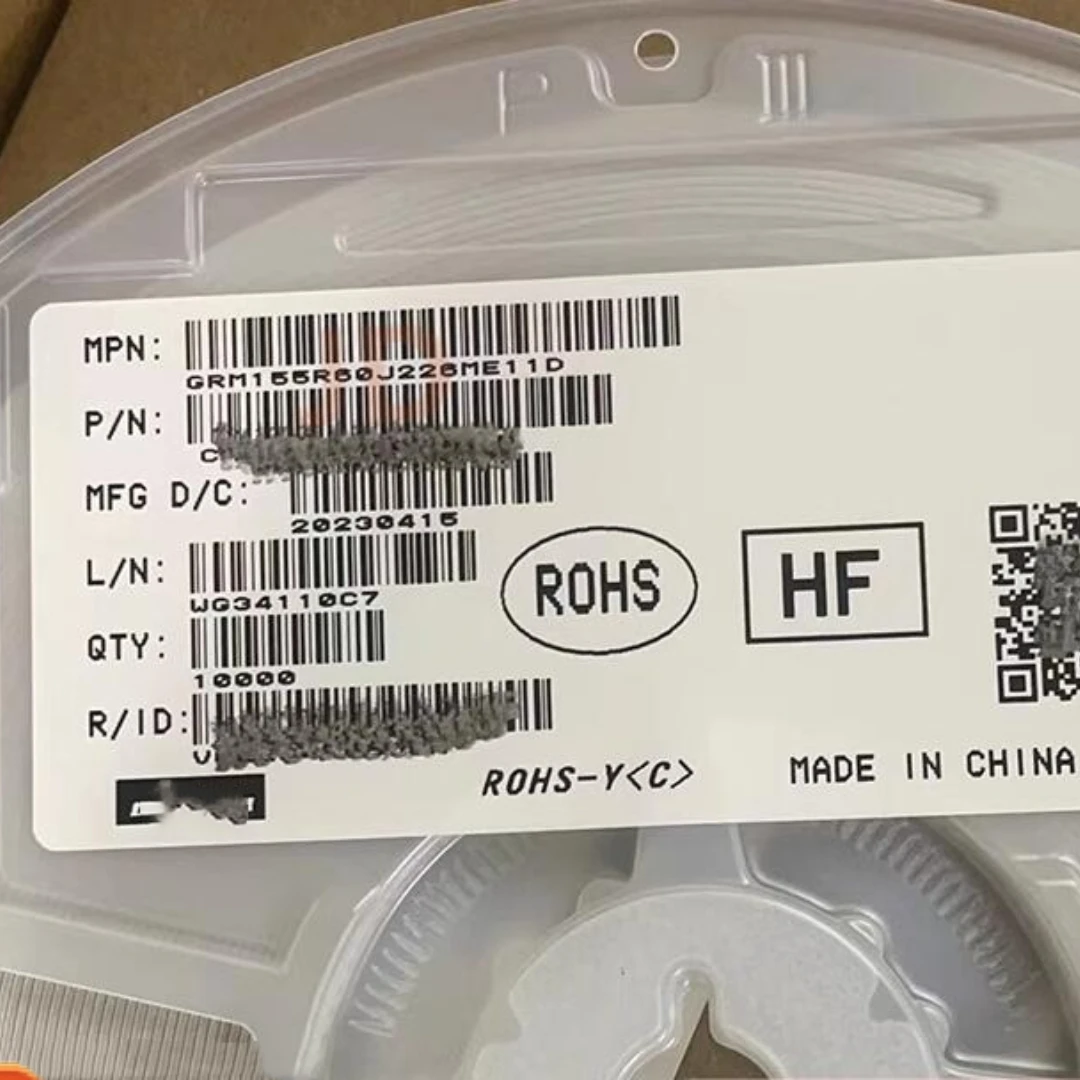 P
MPN:
GRM155R60J226ME11D
P/N:
C
MFG D/C:
20230415
L/N:
WG34110C7
QTY:
10000
R/ID:
ROHS
HF
ROHS-Y<C>
MADE IN CHINA